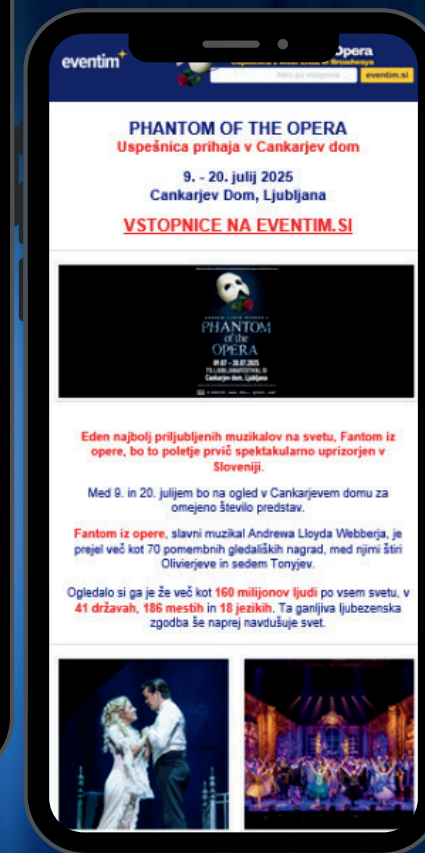 eventim
Opera
Uspešnica z West Enda in Broadwaya
eventim.si
PHANTOM OF THE OPERA
Uspešnica prihaja v Cankarjev dom
9. - 20. julij 2025
Cankarjev Dom, Ljubljana
VSTOPNICE NA EVENTIM.SI
PHANTOM
of the
OPERA
Cankarjev dom, Ljubljana
Eden najbolj priljubljenih muzikalov na svetu, Fantom iz
opere, bo to poletje prvič spektakularno uprizorjen v
Sloveniji.
Med 9. in 20. julijem bo na ogled v Cankarjevem domu za
omejeno število predstav.
Fantom iz opere, slavni muzikal Andrewa Lloyda Webberja, je
prejel več kot 70 pomembnih gledaliških nagrad, med njimi štiri
Olivierjeve in sedem Tonyjev.
Ogledalo si ga je že več kot 160 milijonov ljudi po vsem svetu, v
41 državah, 186 mestih in 18 jezikih. Ta ganljiva ljubezenska
zgodba še naprej navdušuje svet.